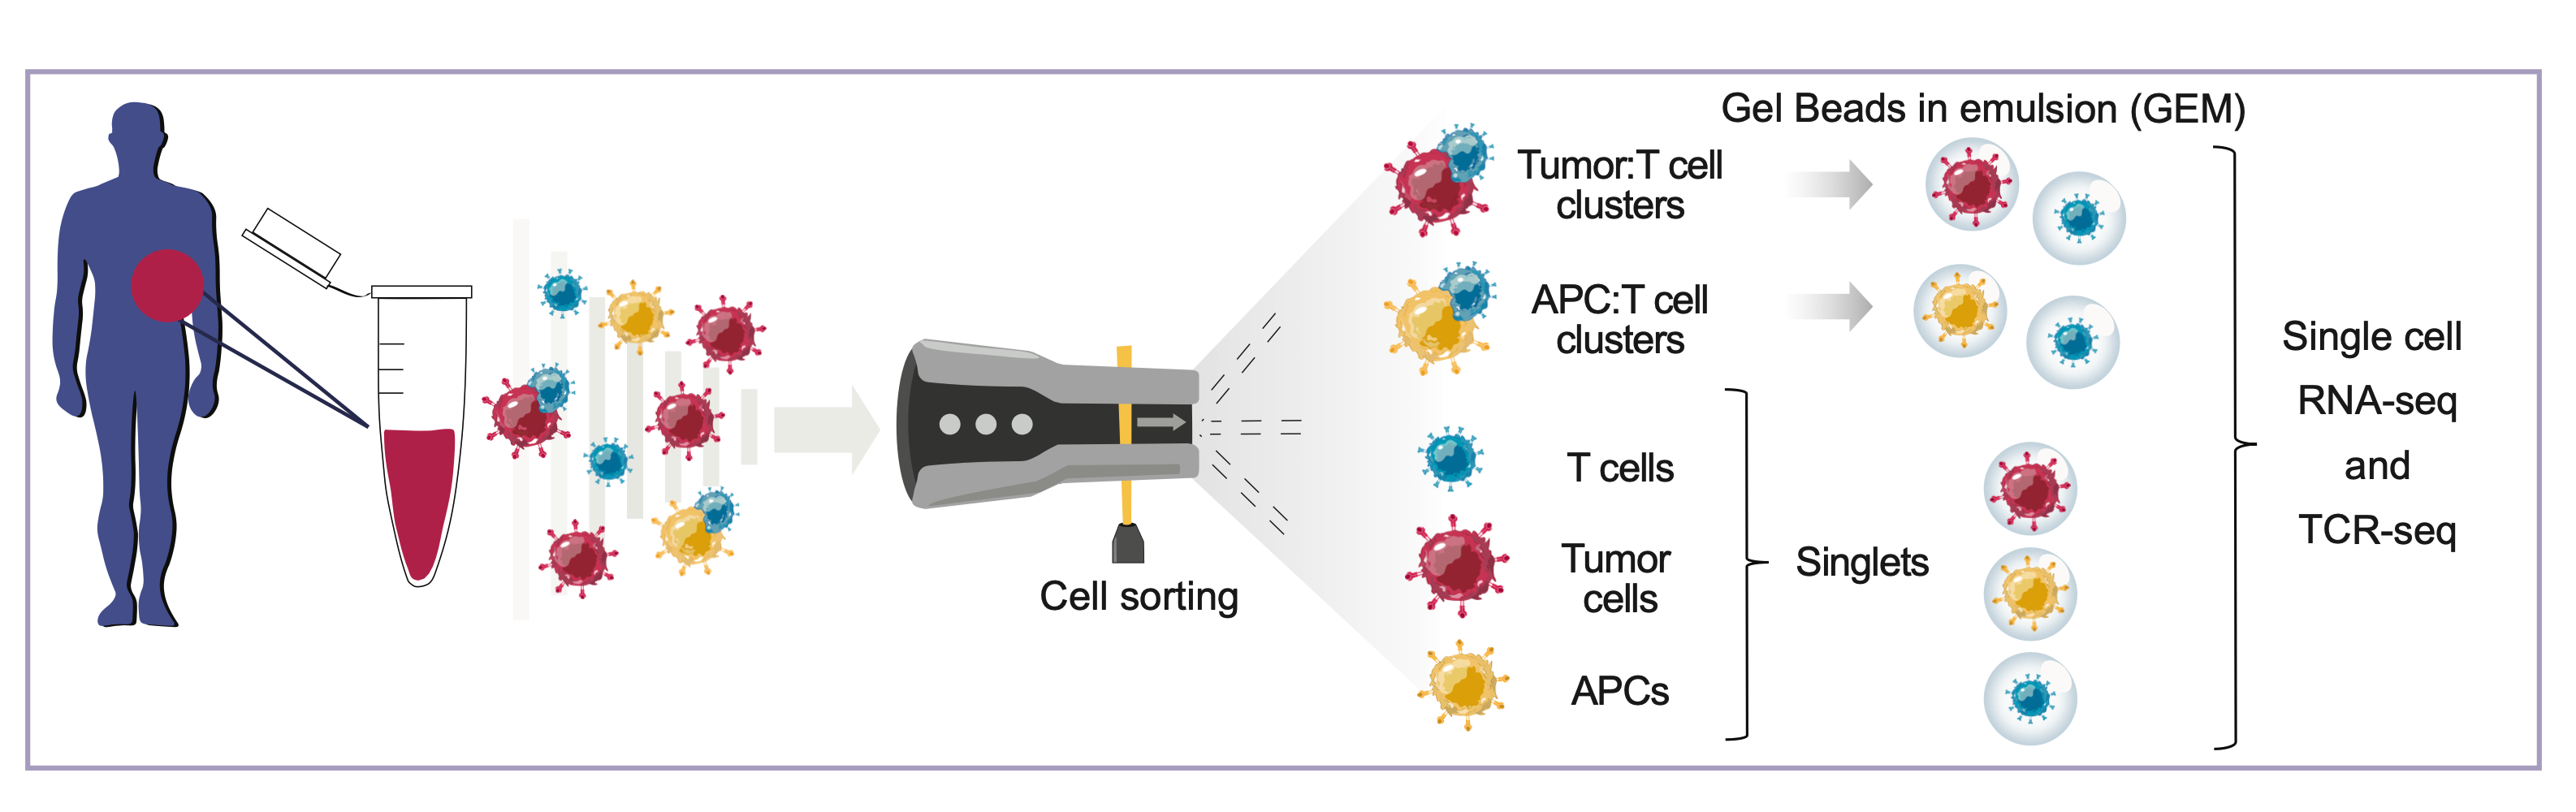 Gel Beads in emulsion (GEM)
Tumor:T cell
clusters
APC:T cell
clusters
T cells
Tumor
cells
APCs
Singlets
Cell sorting
Single cell
RNA-seq
and
TCR-seq